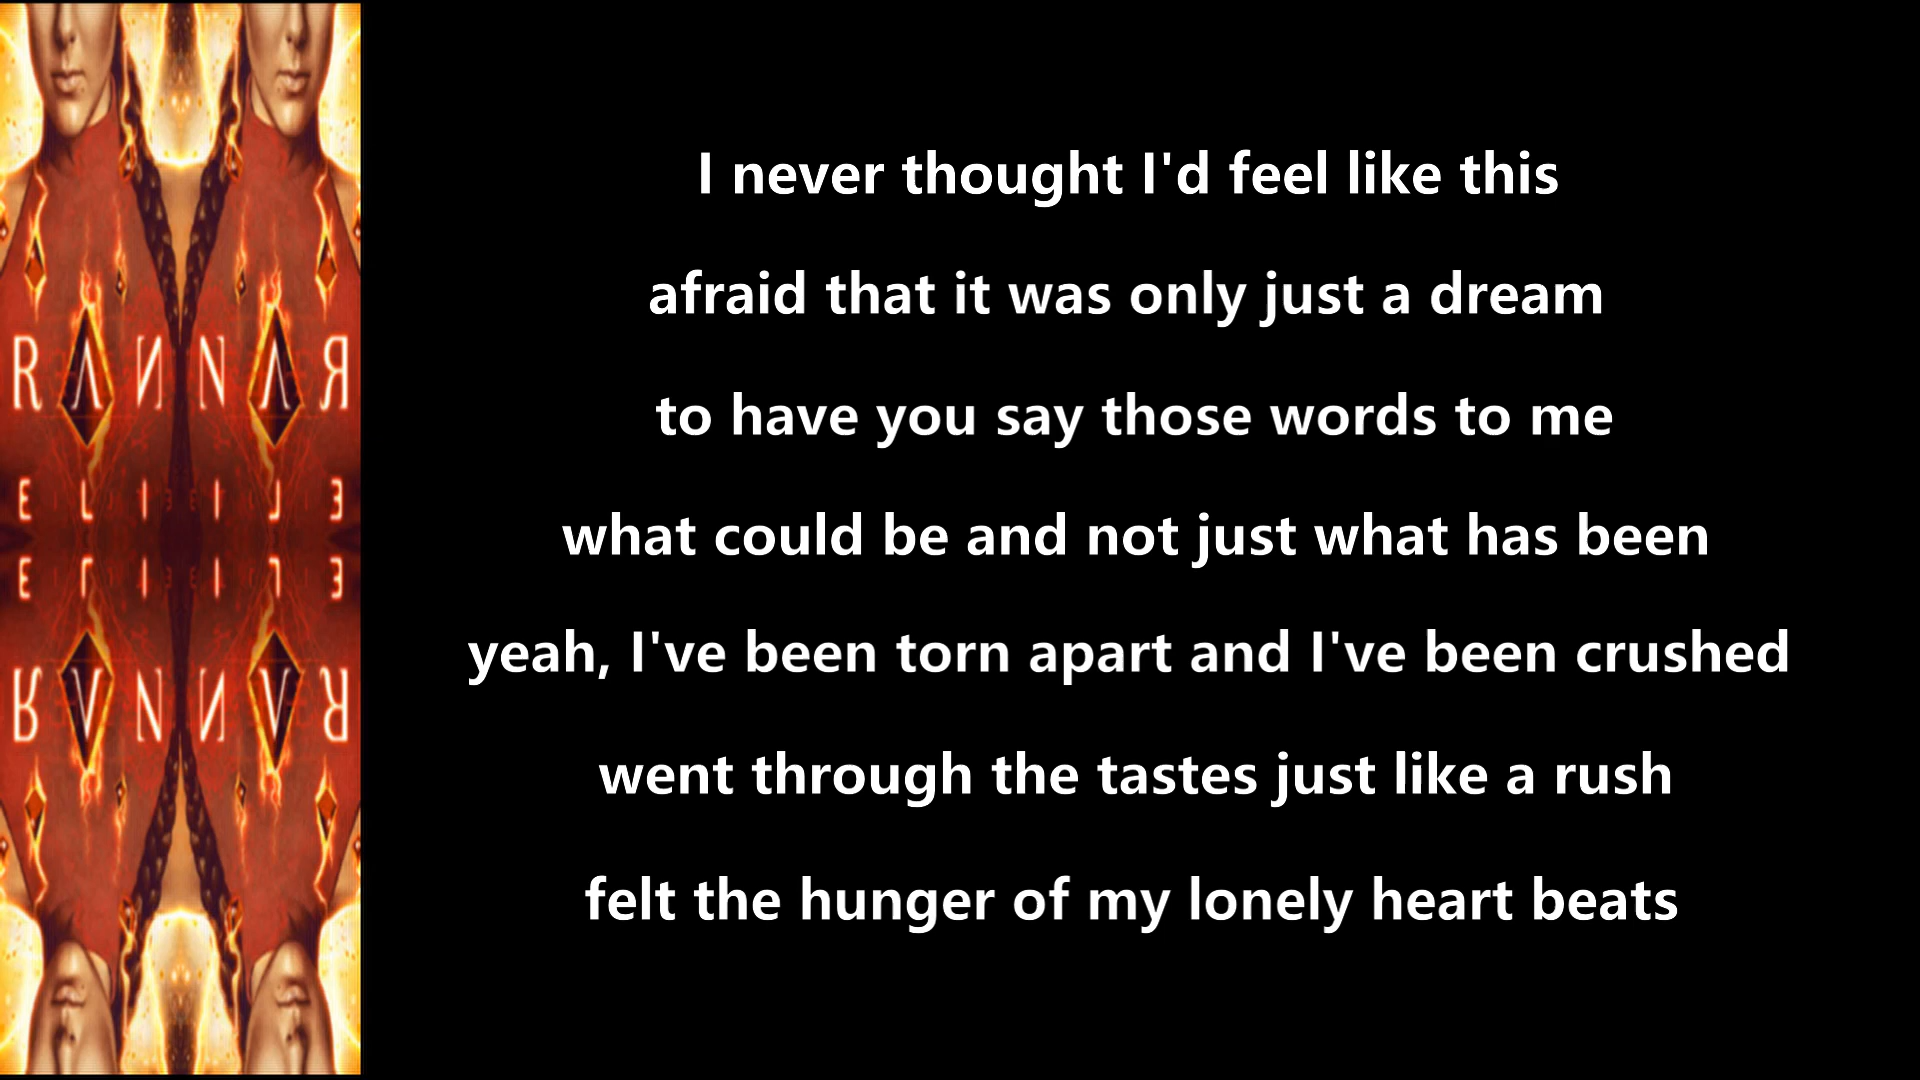 RANNAR
ELIIJE
I never thought I'd feel like this
afraid that it was only just a dream
to have you say those words to me
what could be and not just what has been
yeah, I've been torn apart and I've been crushed
went through the tastes just like a rush
felt the hunger of my lonely heart beats